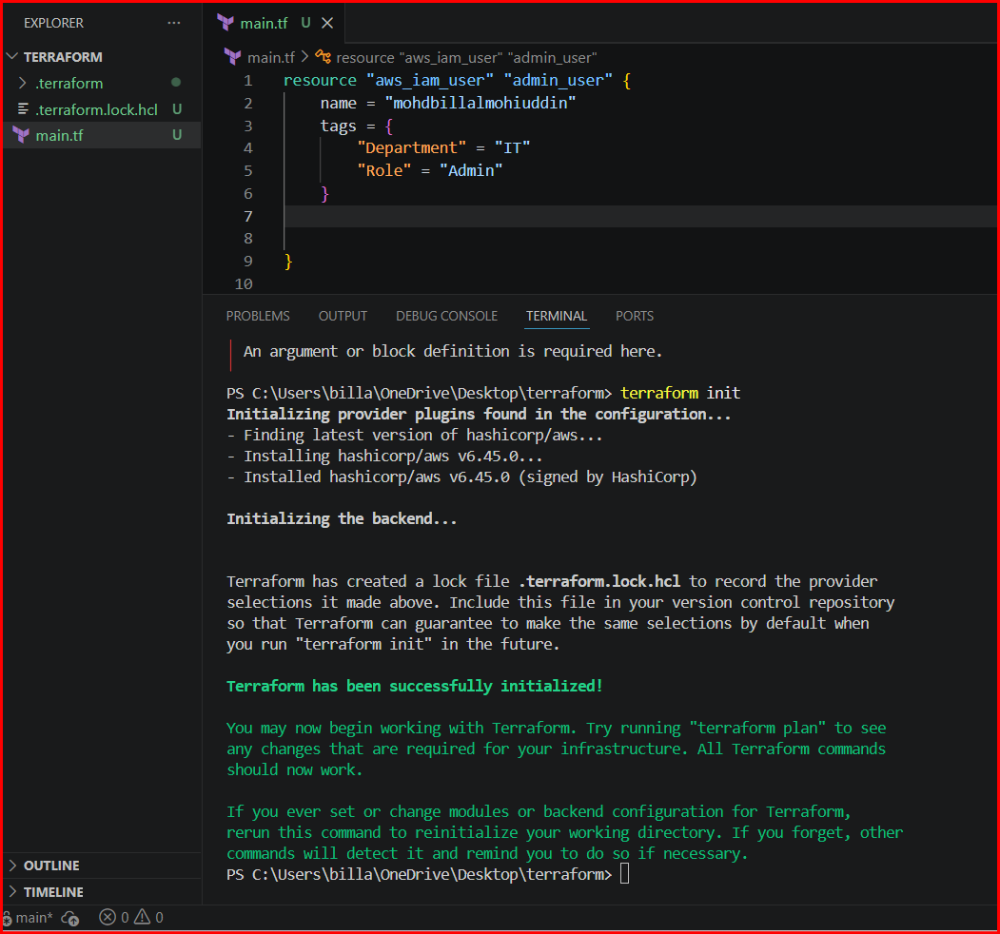 EXPLORER ...
TERRAFORM
.terraform
.terraform.lock.hcl U
main.tf U
OUTLINE
TIMELINE
main.tf U
main.tf > resource "aws_iam_user" "admin_user"
1 resource "aws_iam_user" "admin_user" {
2     name = "mohdbillalmohiuddin"
3     tags = {
4         "Department" = "IT"
5         "Role" = "Admin"
6     }
7
8
9 }
10
PROBLEMS OUTPUT DEBUG CONSOLE TERMINAL PORTS
An argument or block definition is required here.
PS C:\Users\billa\OneDrive\Desktop\terraform> terraform init
Initializing provider plugins found in the configuration...
- Finding latest version of hashicorp/aws...
- Installing hashicorp/aws v6.45.0...
- Installed hashicorp/aws v6.45.0 (signed by HashiCorp)
Initializing the backend...
Terraform has created a lock file .terraform.lock.hcl to record the provider
selections it made above. Include this file in your version control repository
so that Terraform can guarantee to make the same selections by default when
you run "terraform init" in the future.
Terraform has been successfully initialized!
You may now begin working with Terraform. Try running "terraform plan" to see
any changes that are required for your infrastructure. All Terraform commands
should now work.
If you ever set or change modules or backend configuration for Terraform,
rerun this command to reinitialize your working directory. If you forget, other
commands will detect it and remind you to do so if necessary.
PS C:\Users\billa\OneDrive\Desktop\terraform>
main* 0 0